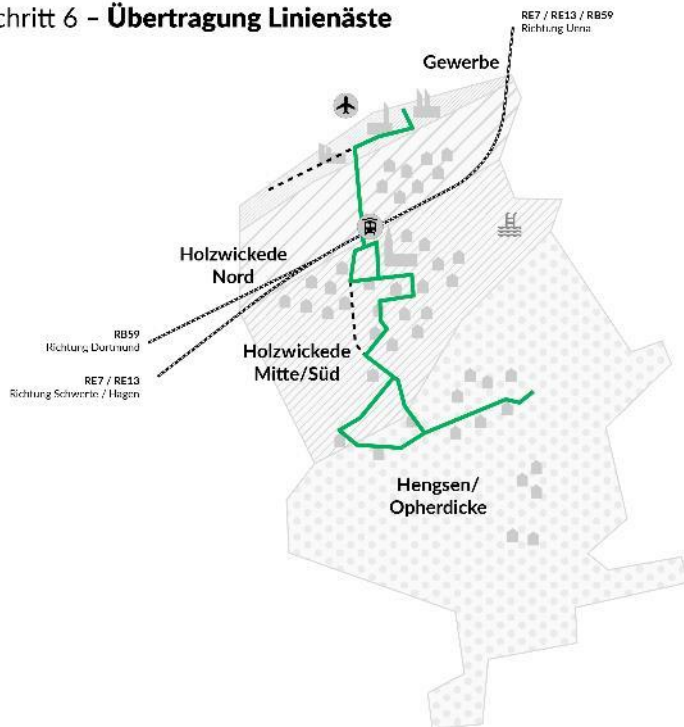 chritt 6 – Übertragung Linienäste
RE7 / RE13 / RB59
Richtung Unna
Gewerbe
Holzwickede
Nord
RB59
Richtung Dortmund
Holzwickede
Mitte/Süd
RE7 / RE13
Richtung Schwerte / Hagen
Hengsen/
Opherdicke